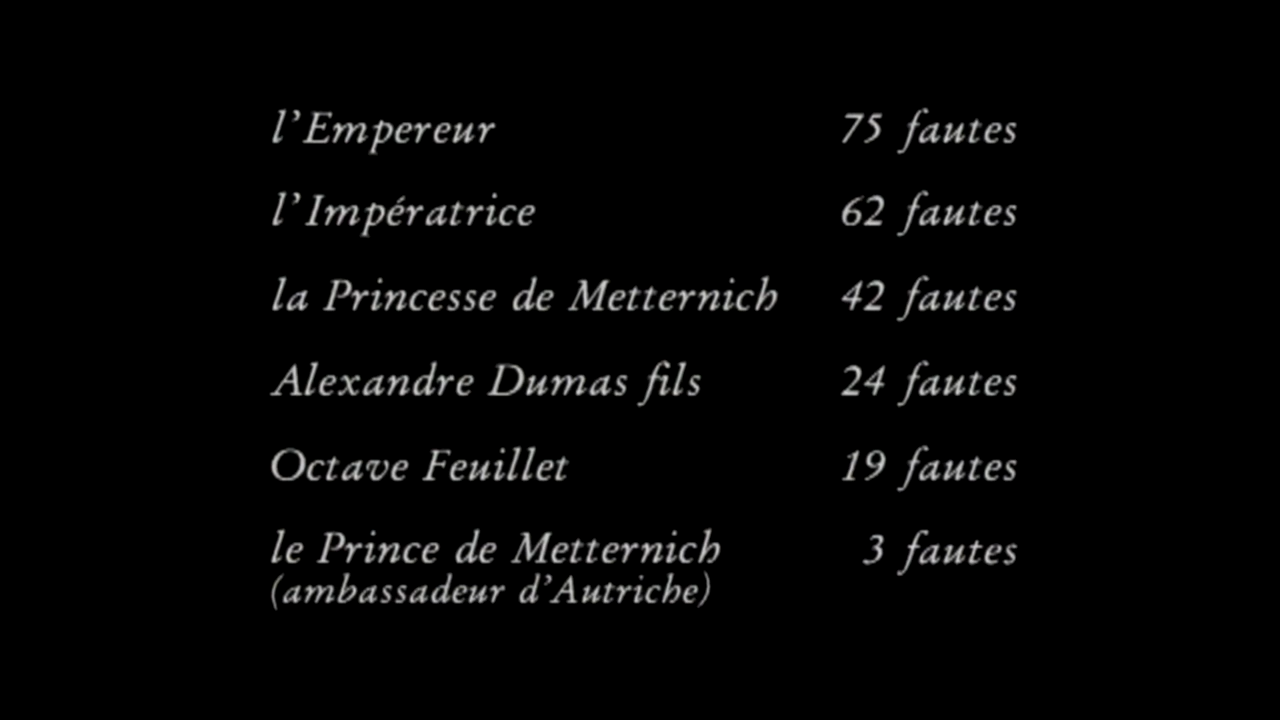 l'Empereur 75 fautes
l'Impératrice 62 fautes
la Princesse de Metternich 42 fautes
Alexandre Dumas fils 24 fautes
Octave Feuillet 19 fautes
le Prince de Metternich 3 fautes
(ambassadeur d'Autriche)